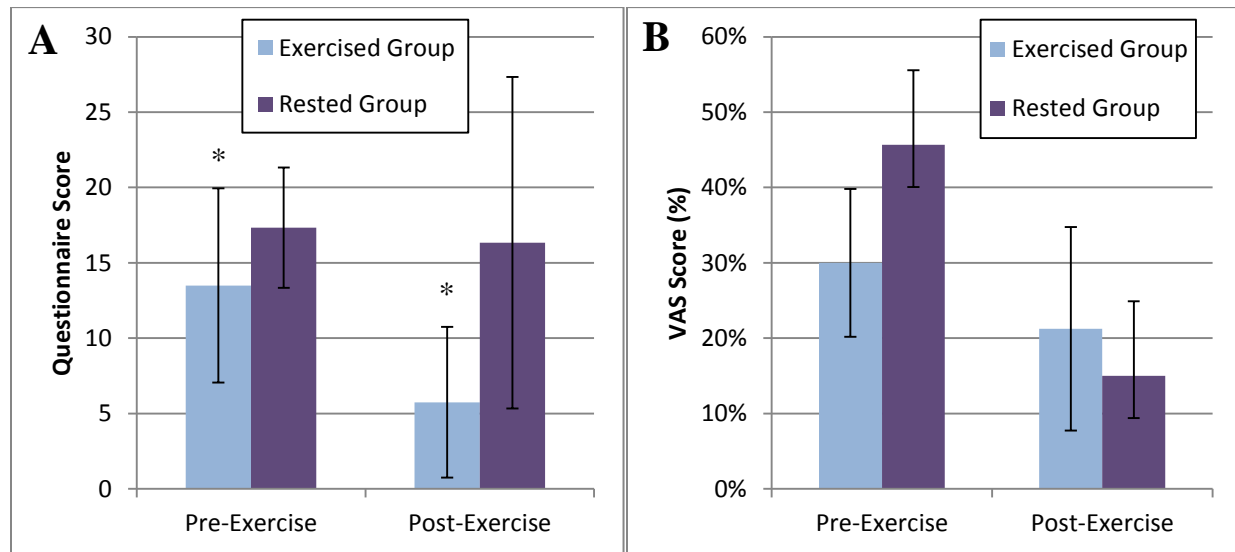 A
Exercised Group
Rested Group
Questionnaire Score
30
25
20
15
10
5
0
*
*
Pre-Exercise
Post-Exercise
B
Exercised Group
Rested Group
VAS Score (%)
60%
50%
40%
30%
20%
10%
0%
Pre-Exercise
Post-Exercise